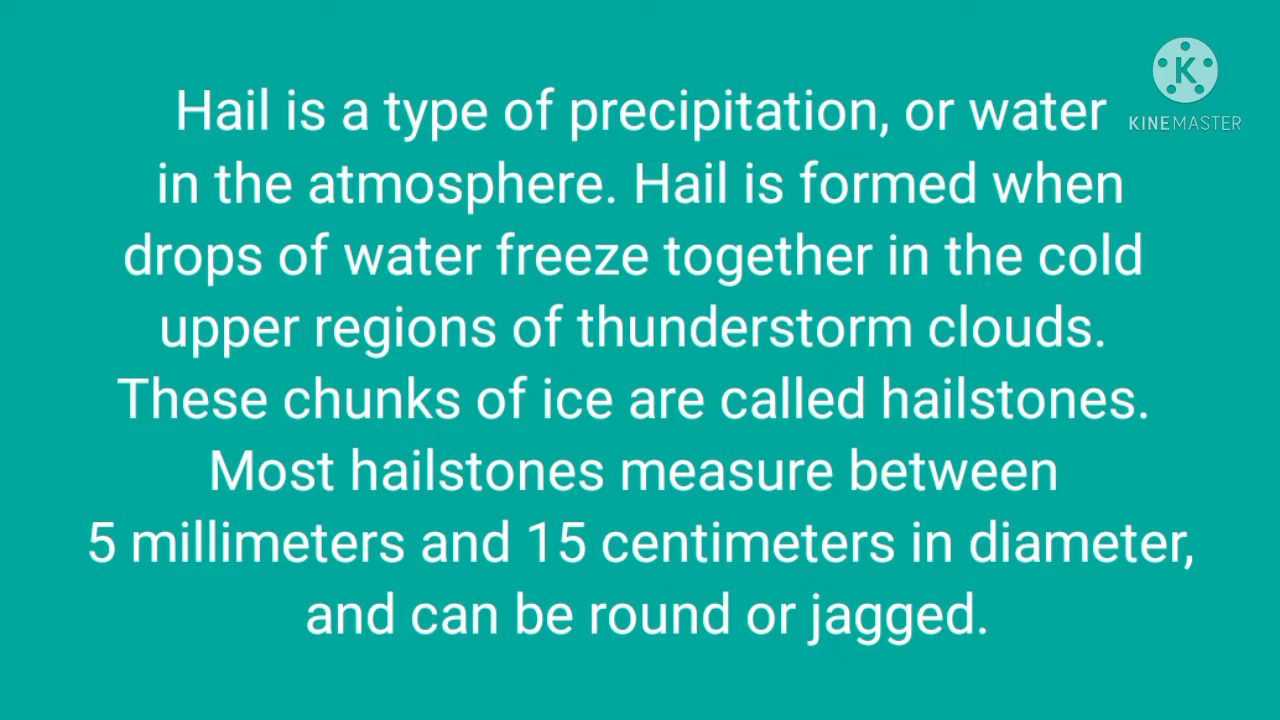 Hail is a type of precipitation, or water
in the atmosphere. Hail is formed when
drops of water freeze together in the cold
upper regions of thunderstorm clouds.
These chunks of ice are called hailstones.
Most hailstones measure between
5 millimeters and 15 centimeters in diameter,
and can be round or jagged.
K
KINEMASTER